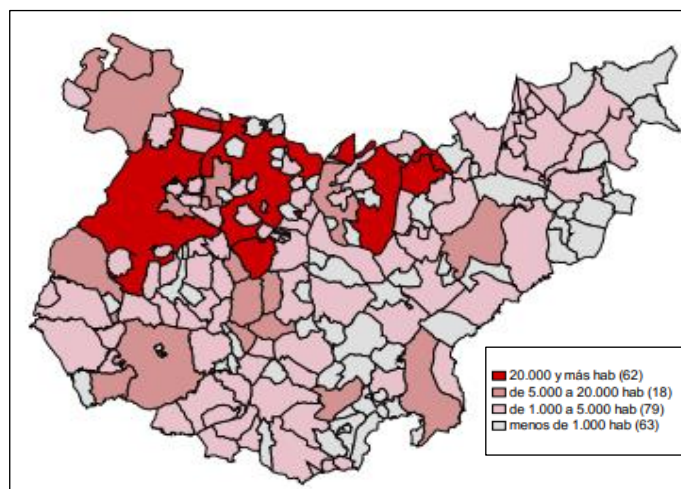 20.000 y más hab (62)
de 5.000 a 20.000 hab (18)
de 1.000 a 5.000 hab (79)
menos de 1.000 hab (63)